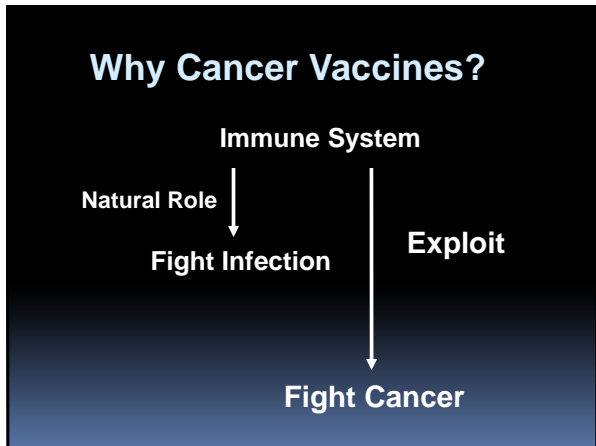 Why Cancer Vaccines?
Immune System
Natural Role
Fight Infection
Exploit
Fight Cancer